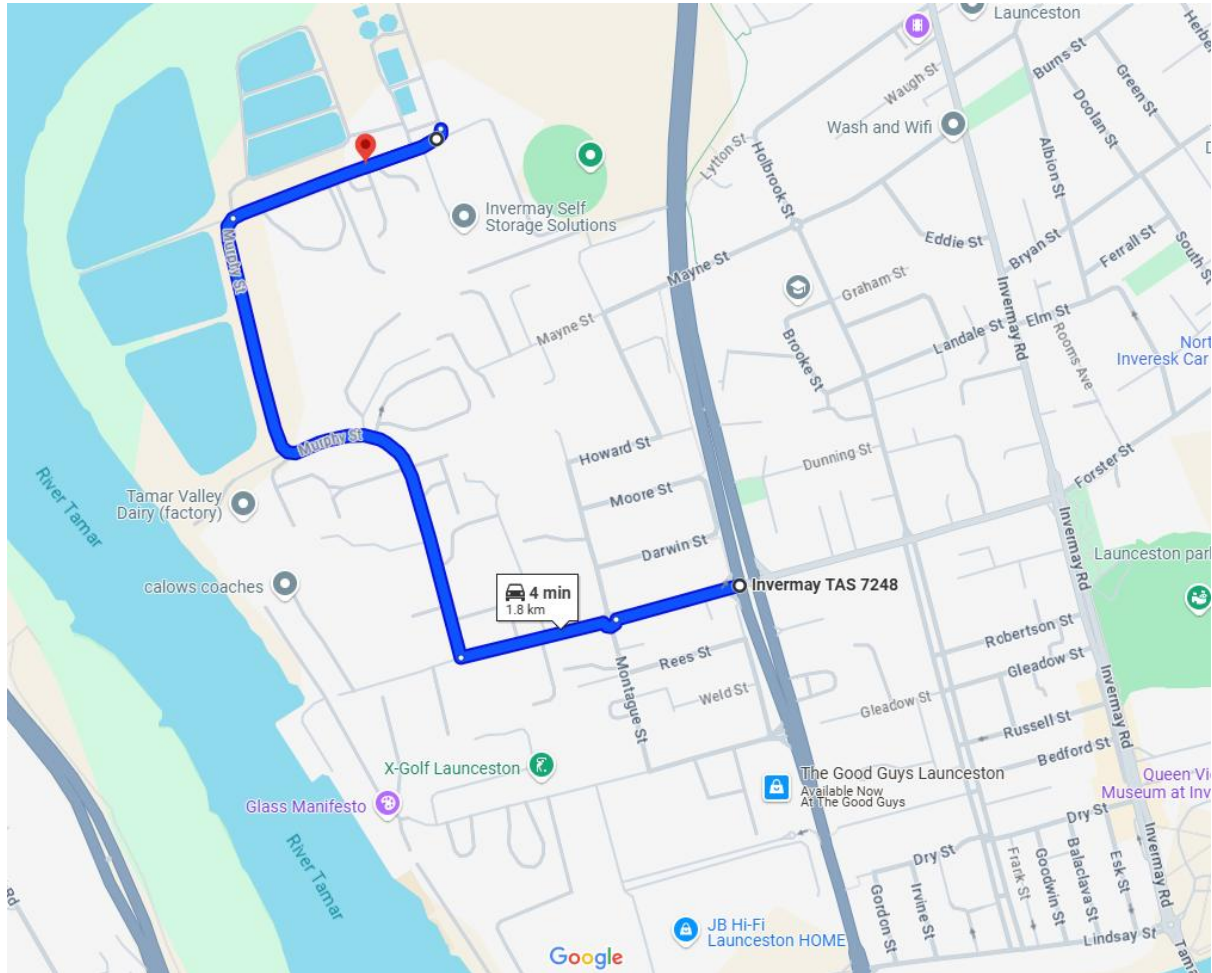 Launceston
Burns St
Herbe
Green St
Waugh St
Doolan St
Wash and Wifi
D
Lytton St
Holbrook St
Albion St
Invermay Self
Storage Solutions
Murphy St
Eddie St
Bryan St
Ferrall St
South St
Mayne St
Graham St
Invermay Rd
Mayne St
Landale St
Elm St
Rooms Ave
Nort
Inveresk Car
Brooke St
Murphy St
Howard St
Dunning St
Forster St
River Tamar
Tamar Valley
Dairy (factory)
Moore St
Invermay Rd
Darwin St
Launceston park
calows coaches
4 min
1.8 km
Invermay TAS 7248
Robertson St
Rees St
Gleadow St
Weld St
Montague St
Gleadow St
Invermay Rd
Russell St
Bedford St
X-Golf Launceston
The Good Guys Launceston
Available Now
At The Good Guys
Queen Vic
Museum at Inv
Glass Manifesto
Dry St
River Tamar
Dry St
Frank St
Goodwin St
Balaclava St
Esk St
Invermay Rd
Gordon St
Irvine St
Rd
JB Hi-Fi
Launceston HOME
Lindsay St
Tama
Google